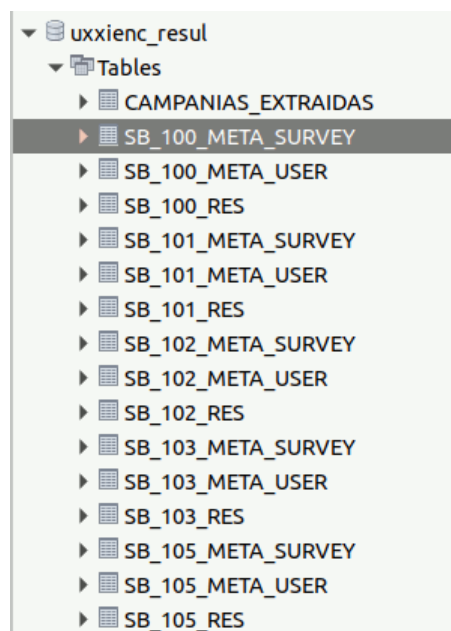 uxxienc_resul
Tables
CAMPANIAS_EXTRAIDAS
SB_100_META_SURVEY
SB_100_META_USER
SB_100_RES
SB_101_META_SURVEY
SB_101_META_USER
SB_101_RES
SB_102_META_SURVEY
SB_102_META_USER
SB_102_RES
SB_103_META_SURVEY
SB_103_META_USER
SB_103_RES
SB_105_META_SURVEY
SB_105_META_USER
SB_105_RES